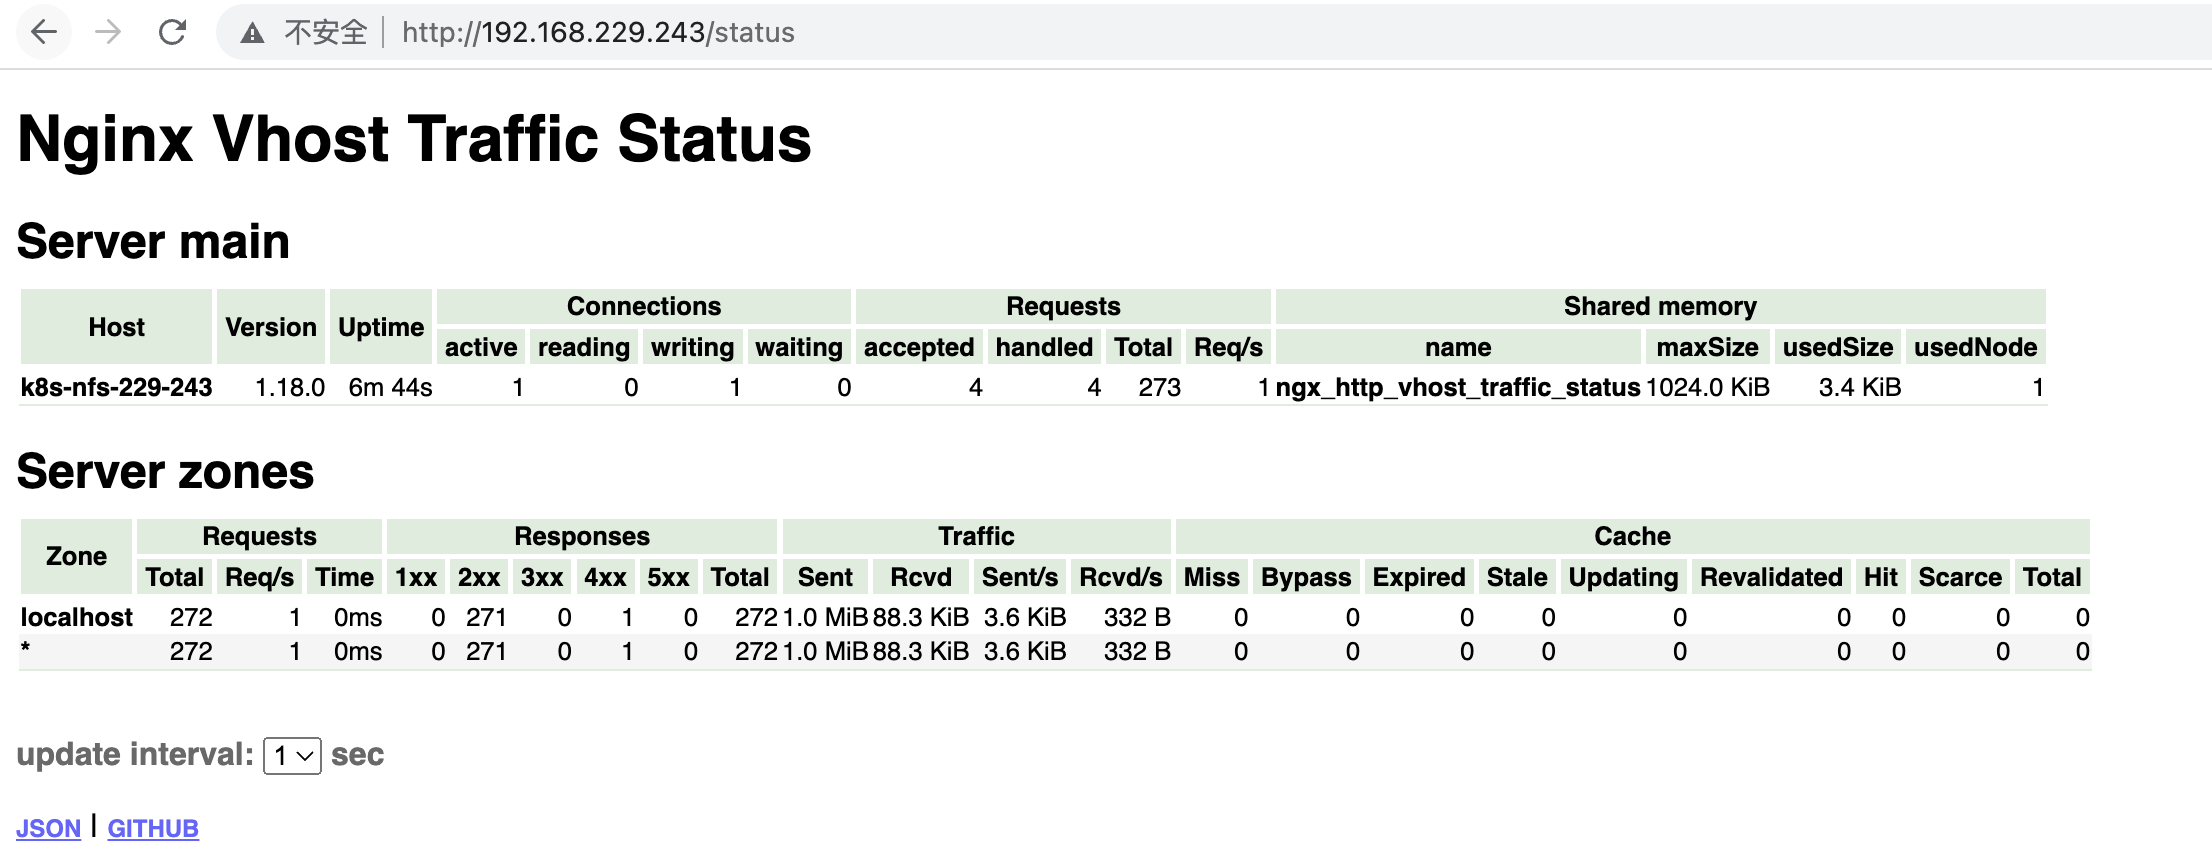 不安全 http://192.168.229.243/status
Nginx Vhost Traffic Status
Server main
Host Version Uptime Connections Requests Shared memory
active reading writing waiting accepted handled Total Req/s name maxSize usedSize usedNode
k8s-nfs-229-243 1.18.0 6m 44s 1 0 1 0 4 4 273 1 ngx_http_vhost_traffic_status 1024.0 KiB 3.4 KiB 1
Server zones
Zone Requests Responses Traffic Cache
Total Req/s Time 1xx 2xx 3xx 4xx 5xx Total Sent Rcvd Sent/s Rcvd/s Miss Bypass Expired Stale Updating Revalidated Hit Scarce Total
localhost 272 1 0ms 0 271 0 1 0 272 1.0 MiB 88.3 KiB 3.6 KiB 332 B 0 0 0 0 0 0 0 0 0
* 272 1 0ms 0 271 0 1 0 272 1.0 MiB 88.3 KiB 3.6 KiB 332 B 0 0 0 0 0 0 0 0 0
update interval: 1 sec
JSON | GITHUB